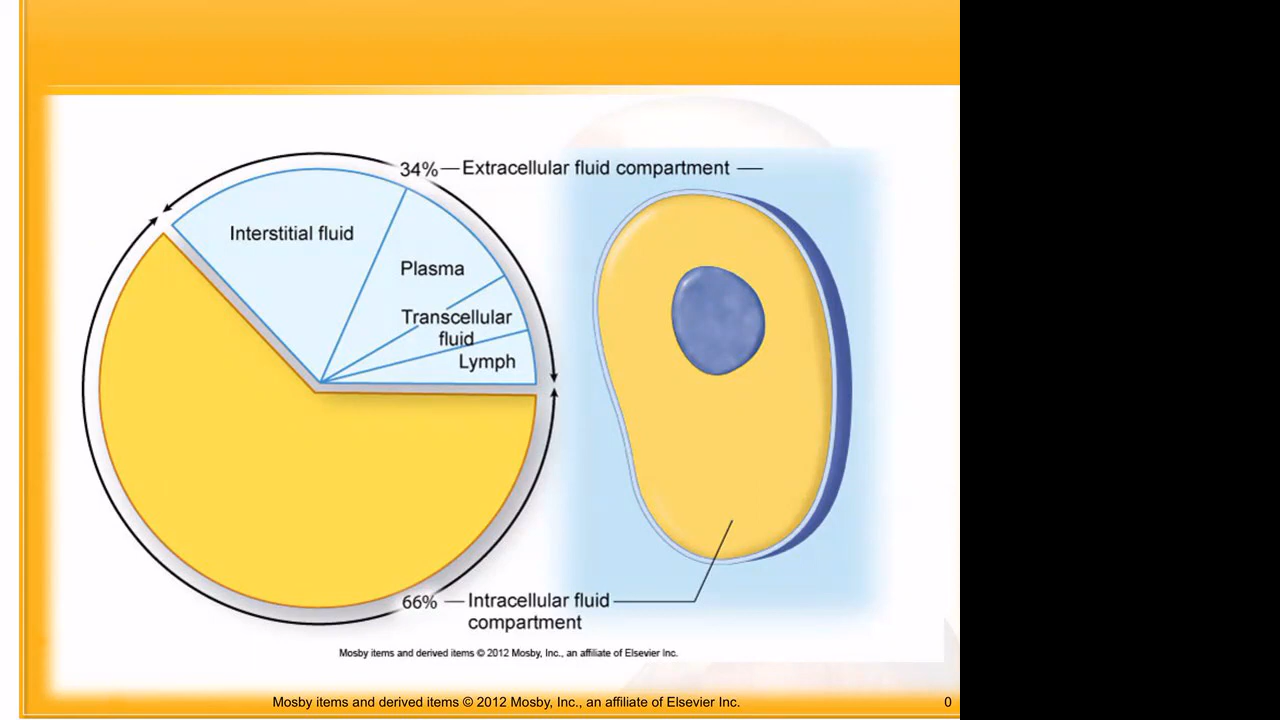 34% — Extracellular fluid compartment —
Interstitial fluid
Plasma
Transcellular
fluid
Lymph
66% — Intracellular fluid
compartment
Mosby items and derived items © 2012 Mosby, Inc., an affiliate of Elsevier Inc.
Mosby items and derived items © 2012 Mosby, Inc., an affiliate of Elsevier Inc.
0